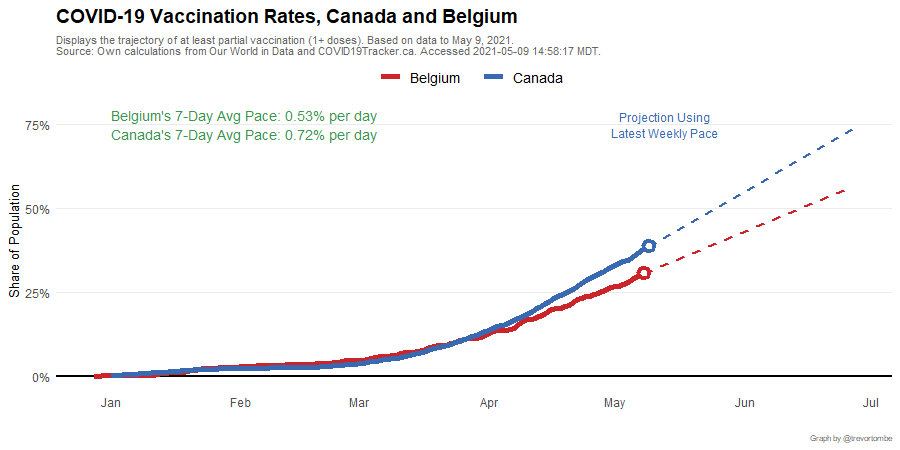 COVID-19 Vaccination Rates, Canada and Belgium
Displays the trajectory of at least partial vaccination (1+ doses). Based on data to May 9, 2021.
Source: Own calculations from Our World in Data and COVID19Tracker.ca. Accessed 2021-05-09 14:58:17 MDT.
Belgium Canada
Belgium's 7-Day Avg Pace: 0.53% per day
Canada's 7-Day Avg Pace: 0.72% per day
Projection Using
Latest Weekly Pace
Share of Population
75%
50%
25%
0%
Jan Feb Mar Apr May Jun Jul
Graph by @trevortombe